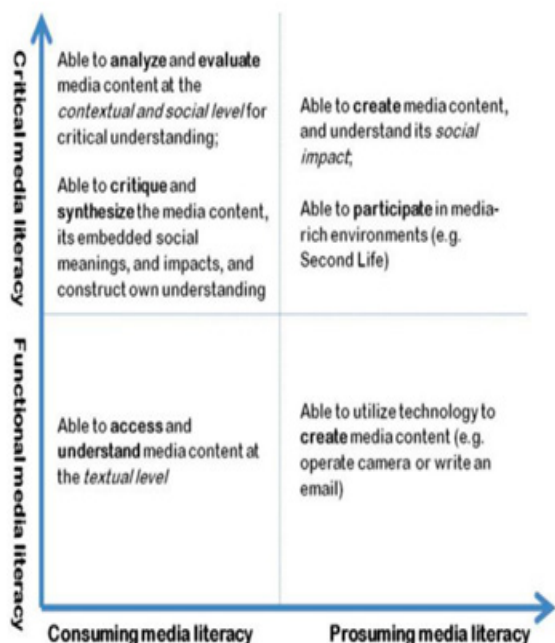 Critical media literacy
Able to analyze and evaluate
media content at the
contextual and social level for
critical understanding;
Able to critique and
synthesize the media content,
its embedded social
meanings, and impacts, and
construct own understanding
Able to create media content,
and understand its social
impact;
Able to participate in media-
rich environments (e.g.
Second Life)
Functional media literacy
Able to access and
understand media content at
the textual level
Able to utilize technology to
create media content (e.g.
operate camera or write an
email)
Consuming media literacy
Prosuming media literacy